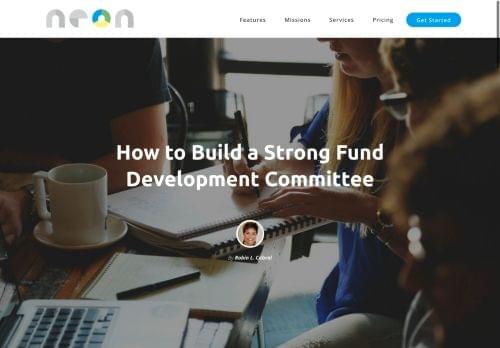 neon
Features Missions Services Pricing Get Started
How to Build a Strong Fund
Development Committee
By Robin L. Cabral